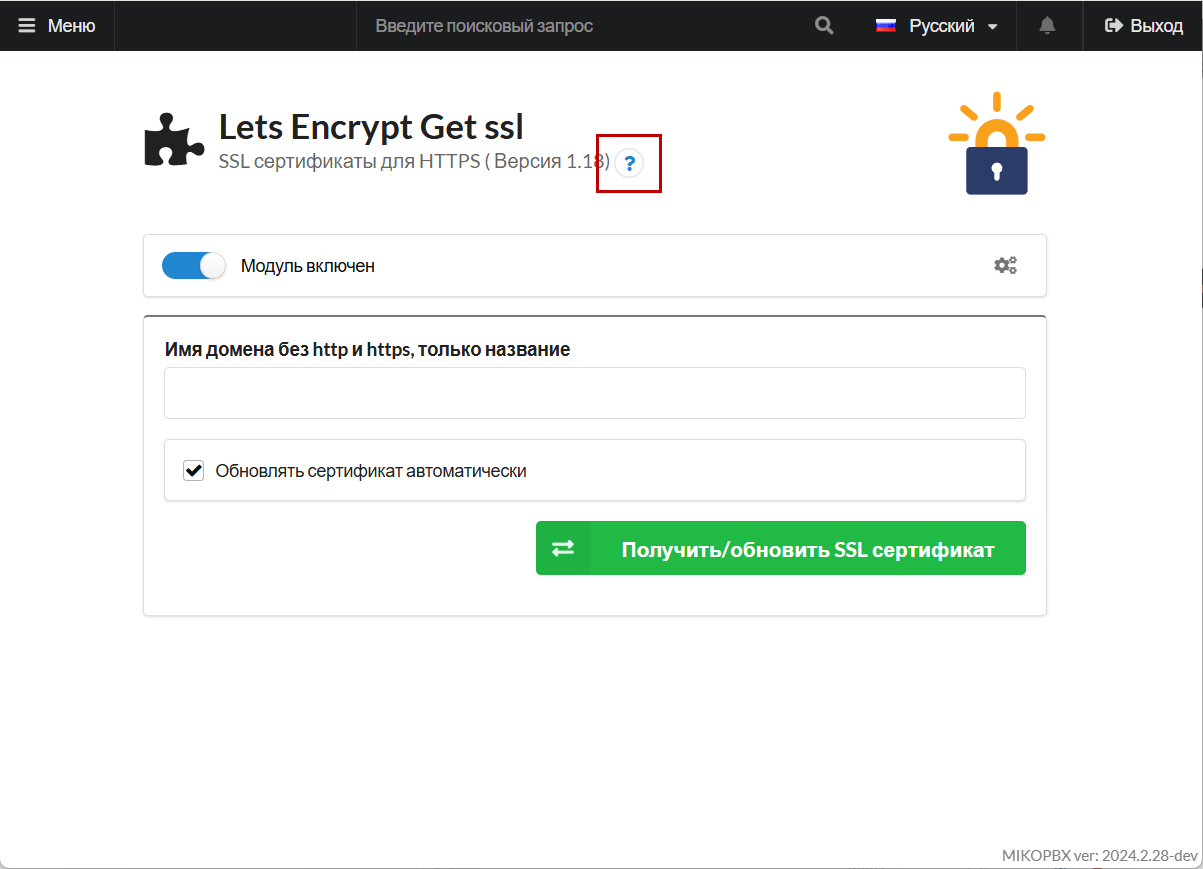 Меню
Введите поисковый запрос
Русский
Выход
Lets Encrypt Get ssl
SSL сертификаты для HTTPS ( Версия 1.18)
?
Модуль включен
Имя домена без http и https, только название
Обновлять сертификат автоматически
Получить/обновить SSL сертификат
MIKOPBX ver: 2024.2.28-dev